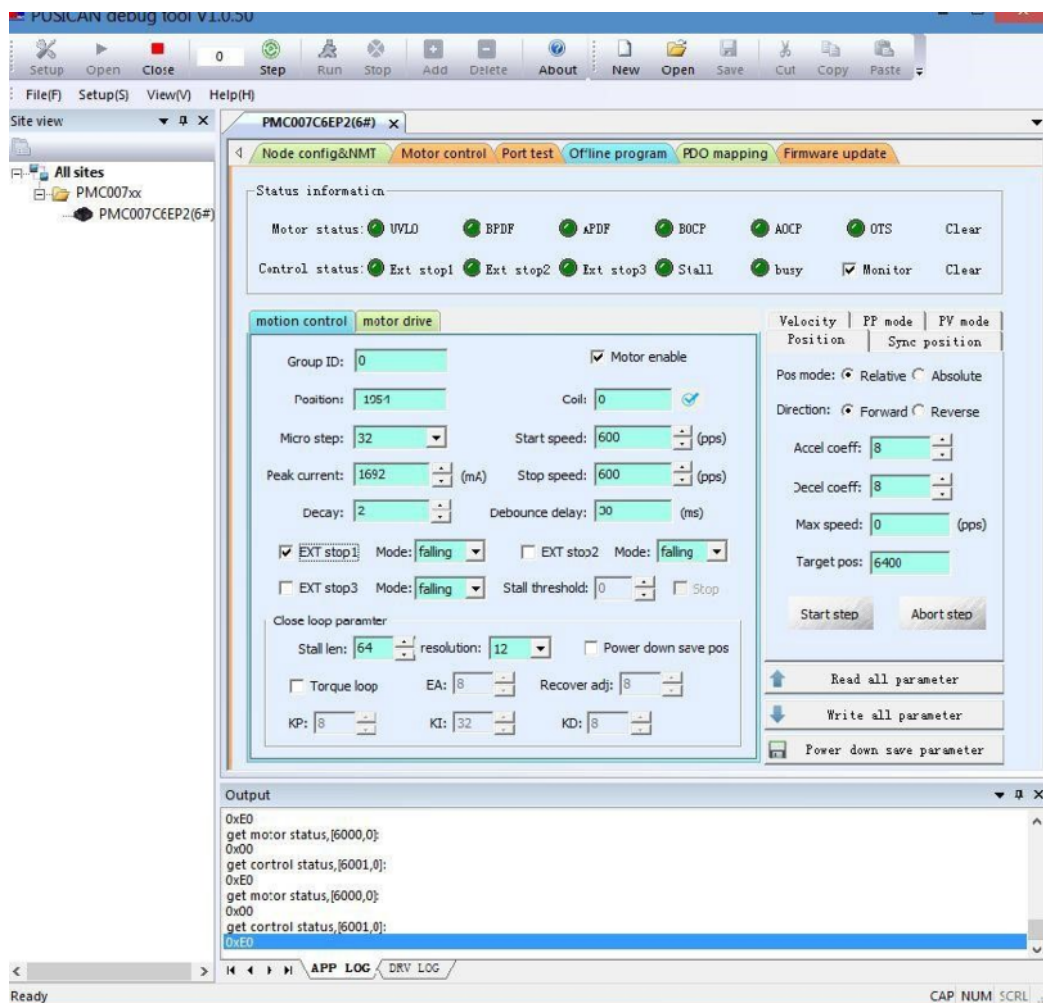 PUSICAN debug tool V1.0.50
0
Setup Open Close Step Run Stop Add Delete About New Open Save Cut Copy Paste
File(F) Setup(S) View(V) Help(H)
Site view
PMC007C6EP2(6#)
All sites
PMC007xx
PMC007C6EP2(6#)
Node config&NMT Motor control Port test Offline program PDO mapping Firmware update
Status information
Motor status: UVLO BPDF APDF BOCP AOCP OTS Clear
Control status: Ext stop1 Ext stop2 Ext stop3 Stall busy Monitor Clear
motion control motor drive
Group ID: 0 Motor enable
Position: 1954 Coil: 0
Micro step: 32 Start speed: 600 (pps)
Peak current: 1692 (mA) Stop speed: 600 (pps)
Decay: 2 Debounce delay: 30 (ms)
EXT stop1 Mode: falling EXT stop2 Mode: falling
EXT stop3 Mode: falling Stall threshold: 0 Stop
Close loop paramter
Stall len: 64 resolution: 12 Power down save pos
Torque loop EA: 8 Recover adj: 8
KP: 8 KI: 32 KD: 8
Velocity PP mode PV mode
Position Sync position
Pos mode: Relative Absolute
Direction: Forward Reverse
Accel coeff: 8
Decel coeff: 8
Max speed: 0 (pps)
Target pos: 6400
Start step Abort step
Read all parameter
Write all parameter
Power down save parameter
Output
0xE0
get motor status,[6000,0]:
0x00
get control status,[6001,0]:
0xE0
get motor status,[6000,0]:
0x00
get control status,[6001,0]:
0xE0
APP LOG DRV LOG
Ready CAP NUM SCRL